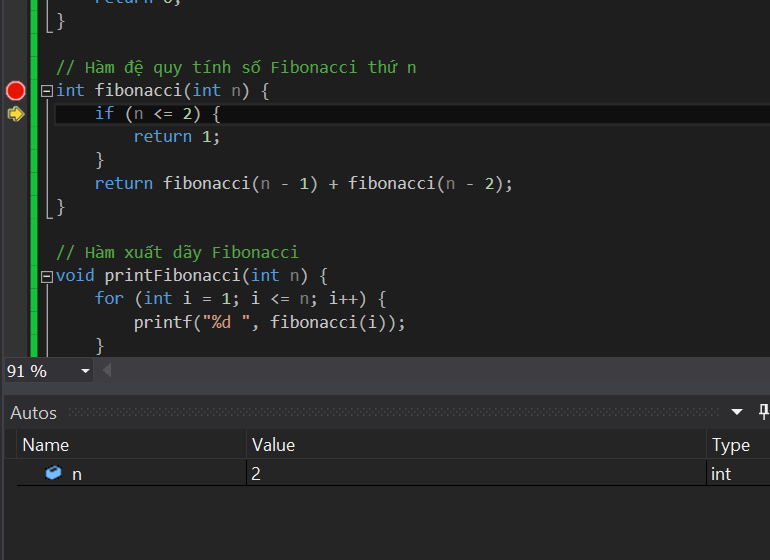 return 0;
}
// Hàm đệ quy tính số Fibonacci thứ n
int fibonacci(int n) {
if (n <= 2) {
return 1;
}
return fibonacci(n - 1) + fibonacci(n - 2);
}
// Hàm xuất dãy Fibonacci
void printFibonacci(int n) {
for (int i = 1; i <= n; i++) {
printf("%d ", fibonacci(i));
}
91 %
Autos
Name Value Type
n 2 int